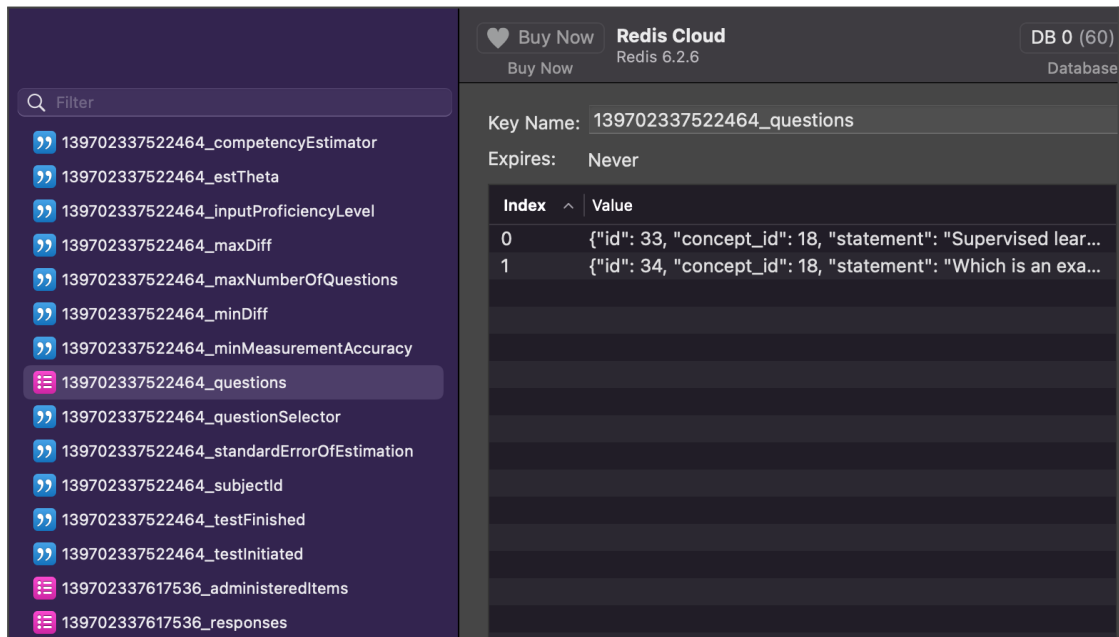 Filter
139702337522464_competencyEstimator
139702337522464_estTheta
139702337522464_inputProficiencyLevel
139702337522464_maxDiff
139702337522464_maxNumberOfQuestions
139702337522464_minDiff
139702337522464_minMeasurementAccuracy
139702337522464_questions
139702337522464_questionSelector
139702337522464_standardErrorOfEstimation
139702337522464_subjectId
139702337522464_testFinished
139702337522464_testInitiated
139702337617536_administeredItems
139702337617536_responses
Buy Now
Buy Now
Redis Cloud
Redis 6.2.6
DB 0 (60)
Database
Key Name: 139702337522464_questions
Expires: Never
Index Value
0 {"id": 33, "concept_id": 18, "statement": "Supervised lear...
1 {"id": 34, "concept_id": 18, "statement": "Which is an exa...